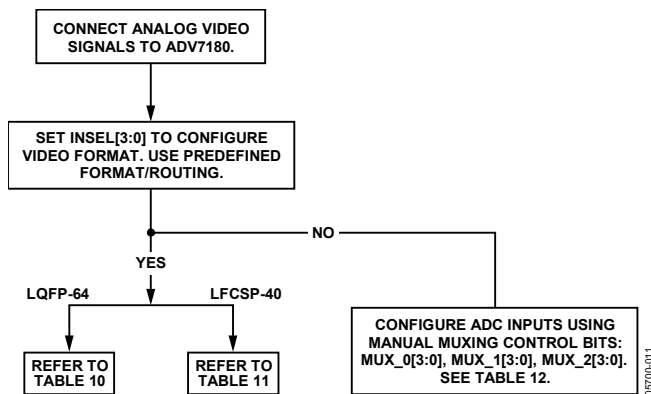 CONNECT ANALOG VIDEO
SIGNALS TO ADV7180.
SET INSEL[3:0] TO CONFIGURE
VIDEO FORMAT. USE PREDEFINED
FORMAT/ROUTING.
NO
YES
LQFP-64
LFCSP-40
REFER TO
TABLE 10
REFER TO
TABLE 11
CONFIGURE ADC INPUTS USING
MANUAL MUXING CONTROL BITS:
MUX_0[3:0], MUX_1[3:0], MUX_2[3:0].
SEE TABLE 12.
05700-011